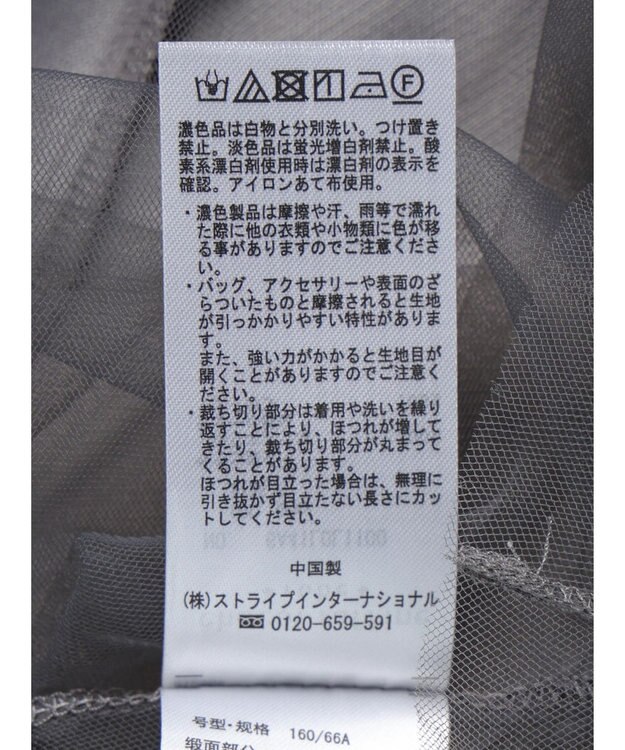 F
濃色品は白物と分別洗い。つけ置き
禁止。淡色品は蛍光増白剤禁止。酸
素系漂白剤使用時は漂白剤の表示を
確認。アイロンあて布使用。
・濃色製品は摩擦や汗、雨等で濡れ
た際に他の衣類や小物類に色が移
る事がありますのでご注意くださ
い。
・バッグ、アクセサリーや表面のざ
らついたものと摩擦されると生地
が引っかかりやすい特性がありま
す。
また、強い力がかかると生地目が
開くことがありますのでご注意く
ださい。
・裁ち切り部分は着用や洗いを繰り
返すことにより、ほつれが増して
きたり、裁ち切り部分が丸まって
くることがあります。
ほつれが目立った場合は、無理に
引き抜かず目立たない長さにカッ
トしてください。
中国製
(株)ストライプインターナショナル
0120-659-591
号型·规格 160/66A
缎面部分